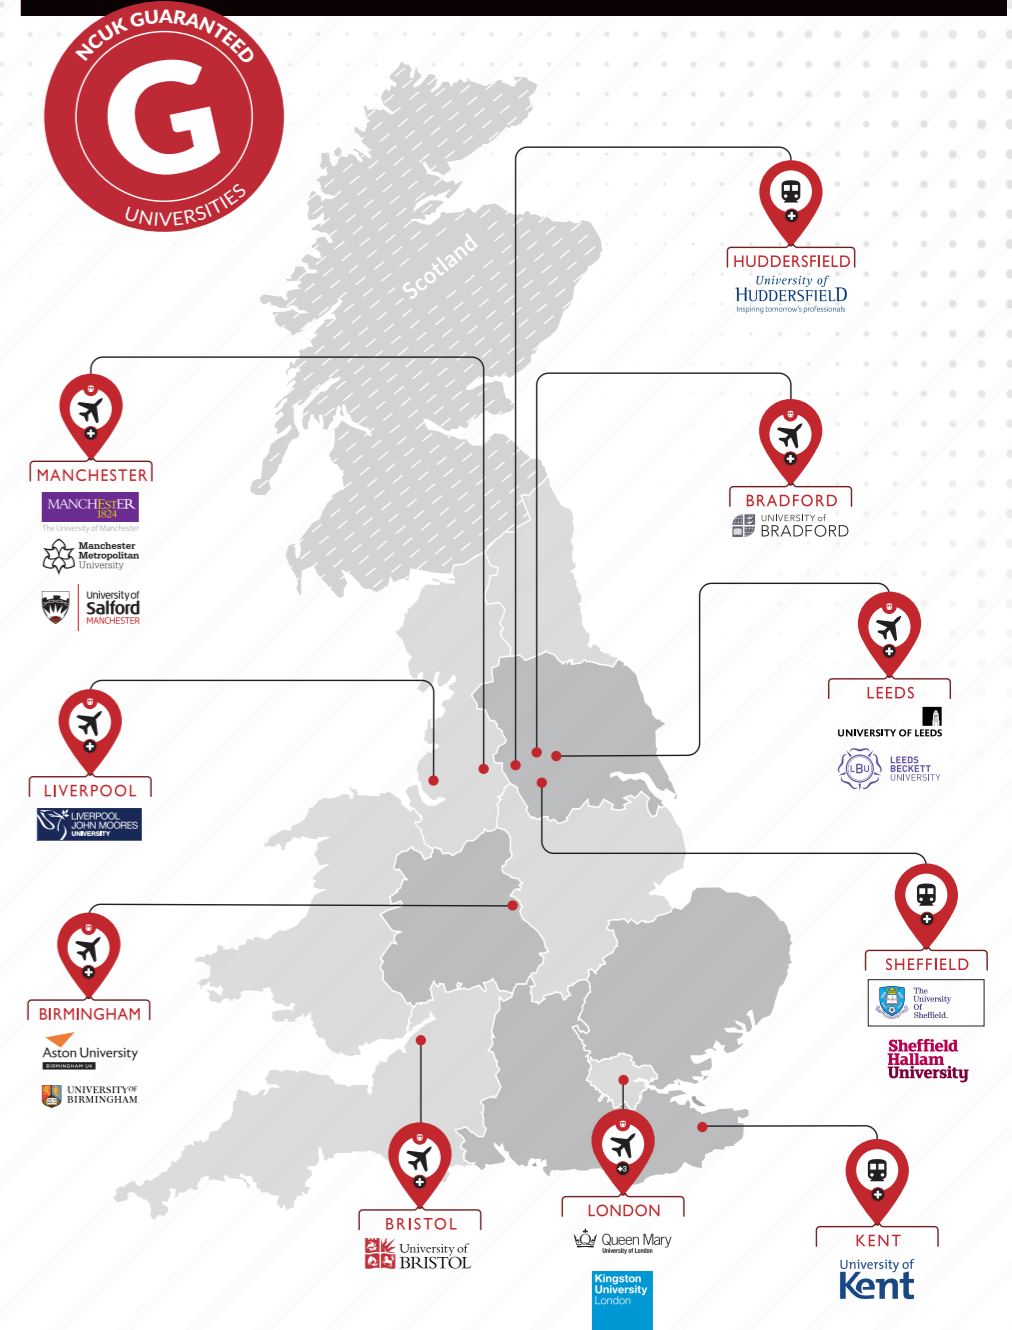 NCUK GUARANTEED
G
UNIVERSITIES
Scotland
HUDDERSFIELD
University of
HUDDERSFIELD
Inspiring tomorrow's professionals
MANCHESTER
MANCHESTER
1824
The University of Manchester
Manchester
Metropolitan
University
University of
Salford
MANCHESTER
BRADFORD
UNIVERSITY of
BRADFORD
LEEDS
UNIVERSITY OF LEEDS
LBU
LEEDS
BECKETT
UNIVERSITY
LIVERPOOL
LIVERPOOL
JOHN MOORES
UNIVERSITY
SHEFFIELD
The
University
Of
Sheffield.
Sheffield
Hallam
University
BIRMINGHAM
Aston University
BIRMINGHAM UK
UNIVERSITY OF
BIRMINGHAM
BRISTOL
University of
BRISTOL
+3
LONDON
Queen Mary
University of London
Kingston
University
London
KENT
University of
Kent